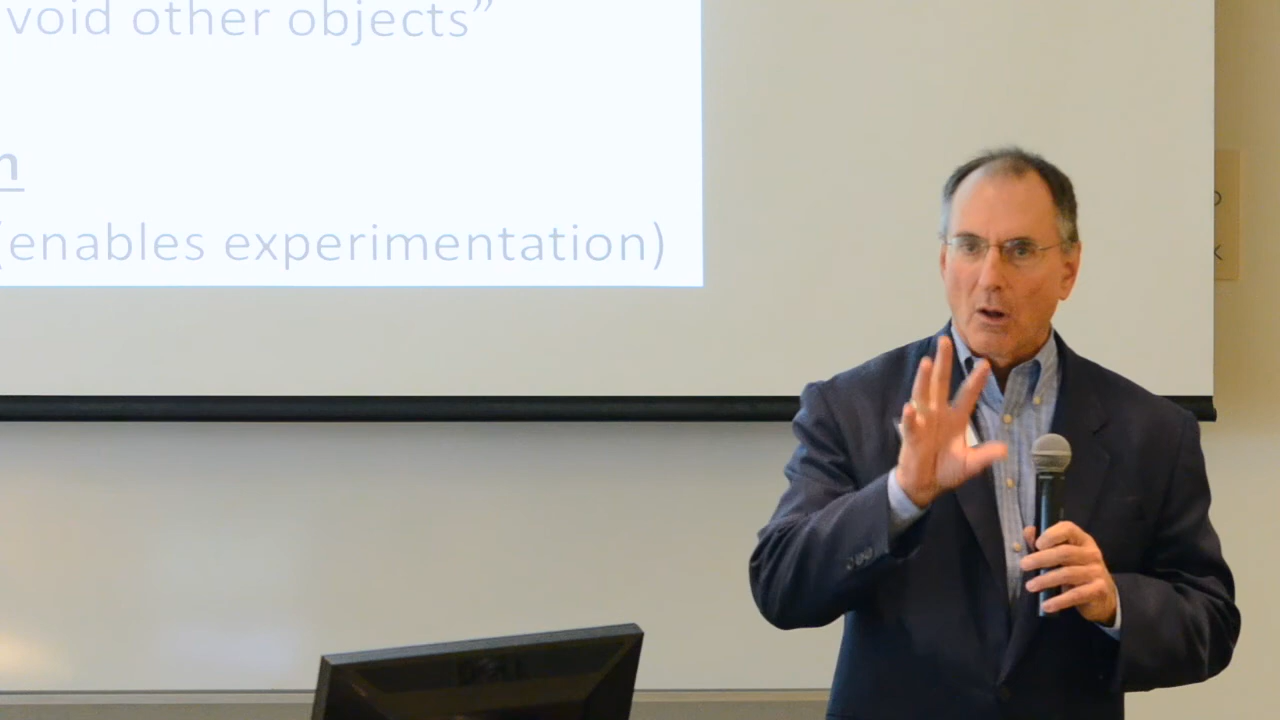 void other objects”
n
(enables experimentation)